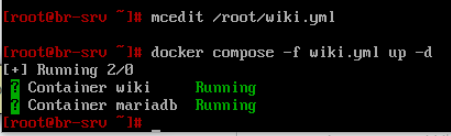 [root@br-srv ~]# mcedit /root/wiki.yml
[root@br-srv ~]# docker compose -f wiki.yml up -d
[+] Running 2/0
? Container wiki Running
? Container mariadb Running
[root@br-srv ~]# _